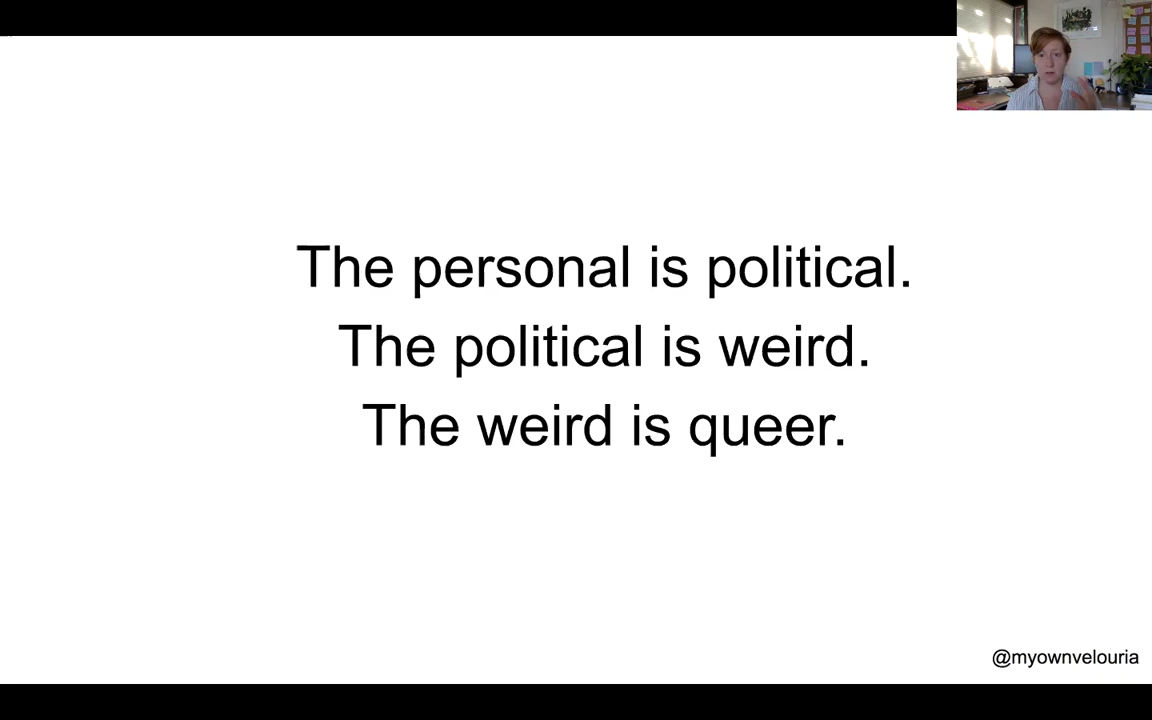 The personal is political.
The political is weird.
The weird is queer.
@myownvelouria